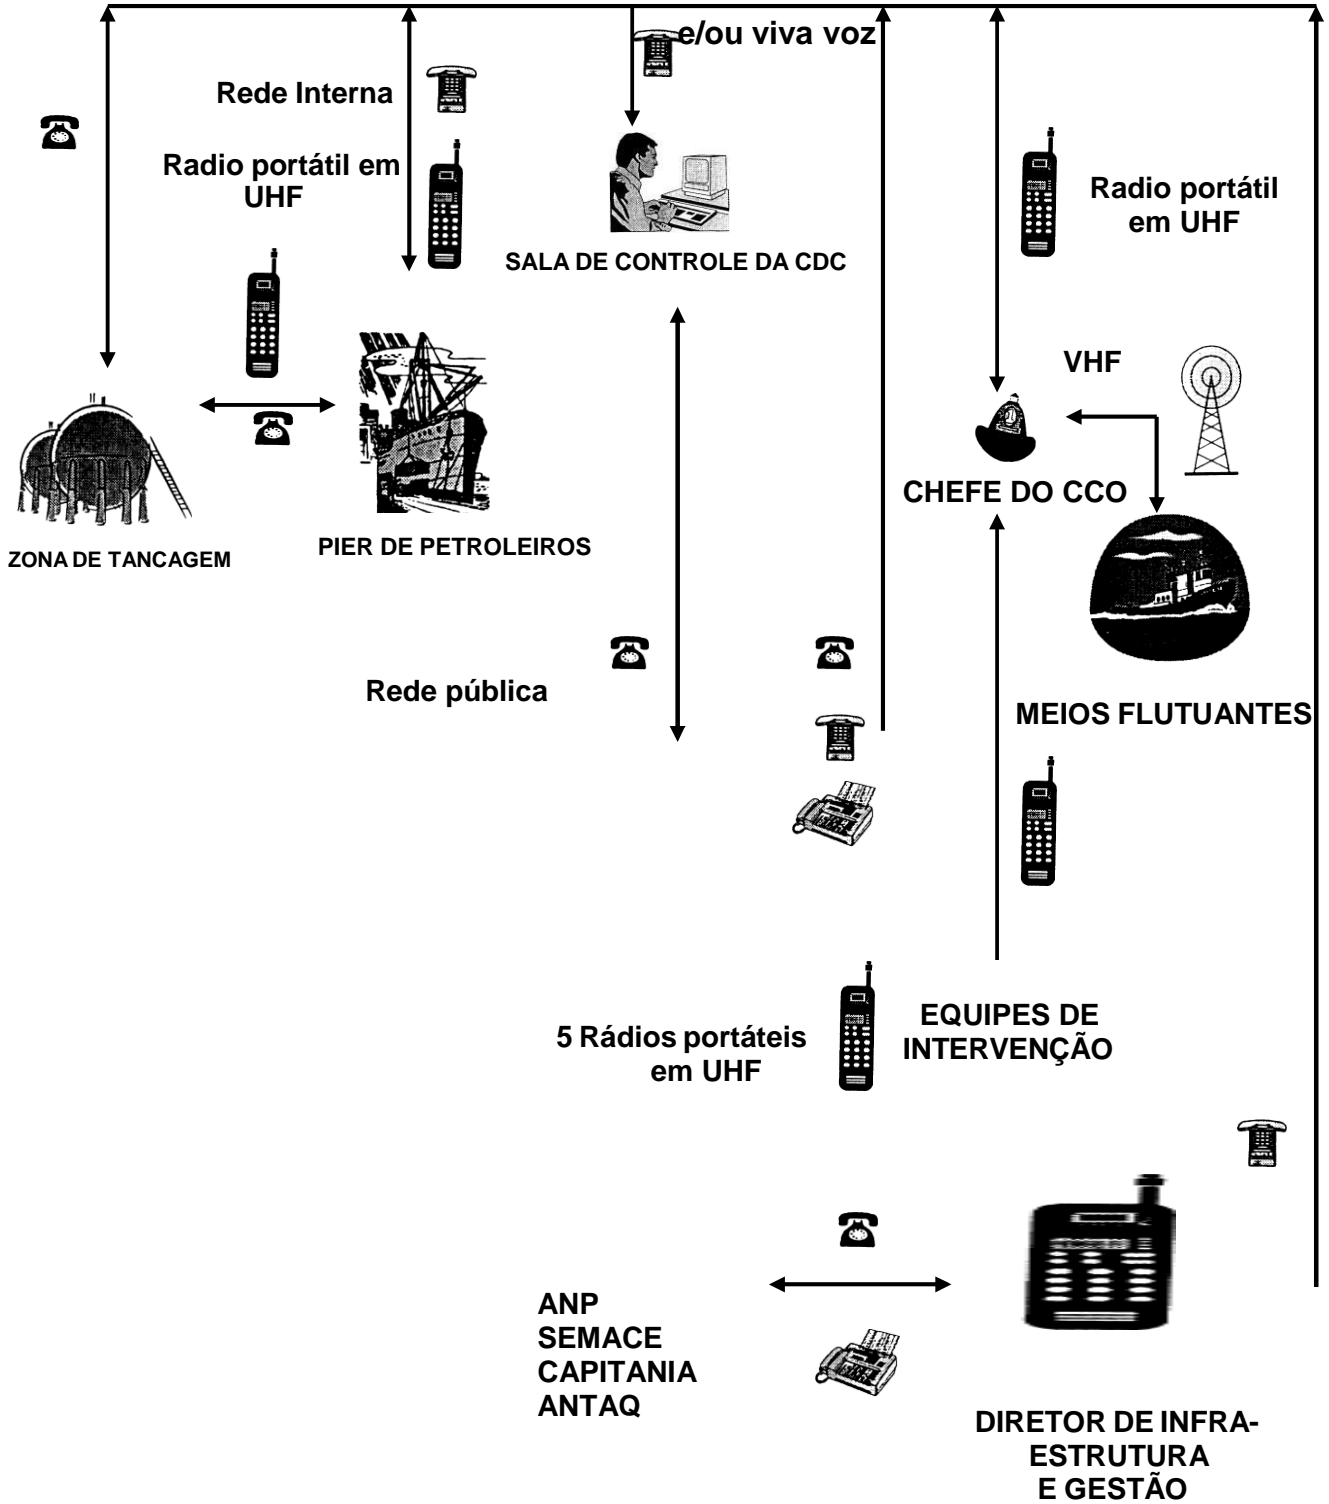 e/ou viva voz
Rede Interna
Radio portátil em
UHF
Radio portátil
em UHF
SALA DE CONTROLE DA CDC
VHF
CHEFE DO CCO
PIER DE PETROLEIROS
ZONA DE TANCAGEM
Rede pública
MEIOS FLUTUANTES
5 Rádios portáteis
em UHF
EQUIPES DE
INTERVENÇÃO
ANP
SEMACE
CAPITANIA
ANTAQ
DIRETOR DE INFRA-
ESTRUTURA
E GESTÃO